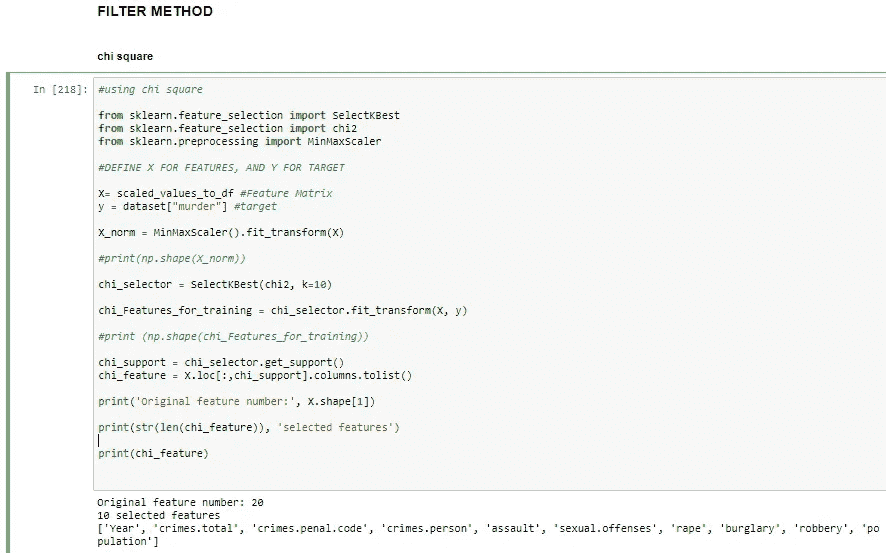 FILTER METHOD
chi square
In [218]: #using chi square
from sklearn.feature_selection import SelectKBest
from sklearn.feature_selection import chi2
from sklearn.preprocessing import MinMaxScaler
#DEFINE X FOR FEATURES, AND Y FOR TARGET
X= scaled_values_to_df #Feature Matrix
y = dataset["murder"] #target
X_norm = MinMaxScaler().fit_transform(X)
#print(np.shape(X_norm))
chi_selector = SelectKBest(chi2, k=10)
chi_Features_for_training = chi_selector.fit_transform(X, y)
#print (np.shape(chi_Features_for_training))
chi_support = chi_selector.get_support()
chi_feature = X.loc[:,chi_support].columns.tolist()
print('Original feature number:', X.shape[1])
print(str(len(chi_feature)), 'selected features')
print(chi_feature)
Original feature number: 20
10 selected features
['Year', 'crimes.total', 'crimes.penal.code', 'crimes.person', 'assault', 'sexual.offenses', 'rape', 'burglary', 'robbery', 'po
pulation']